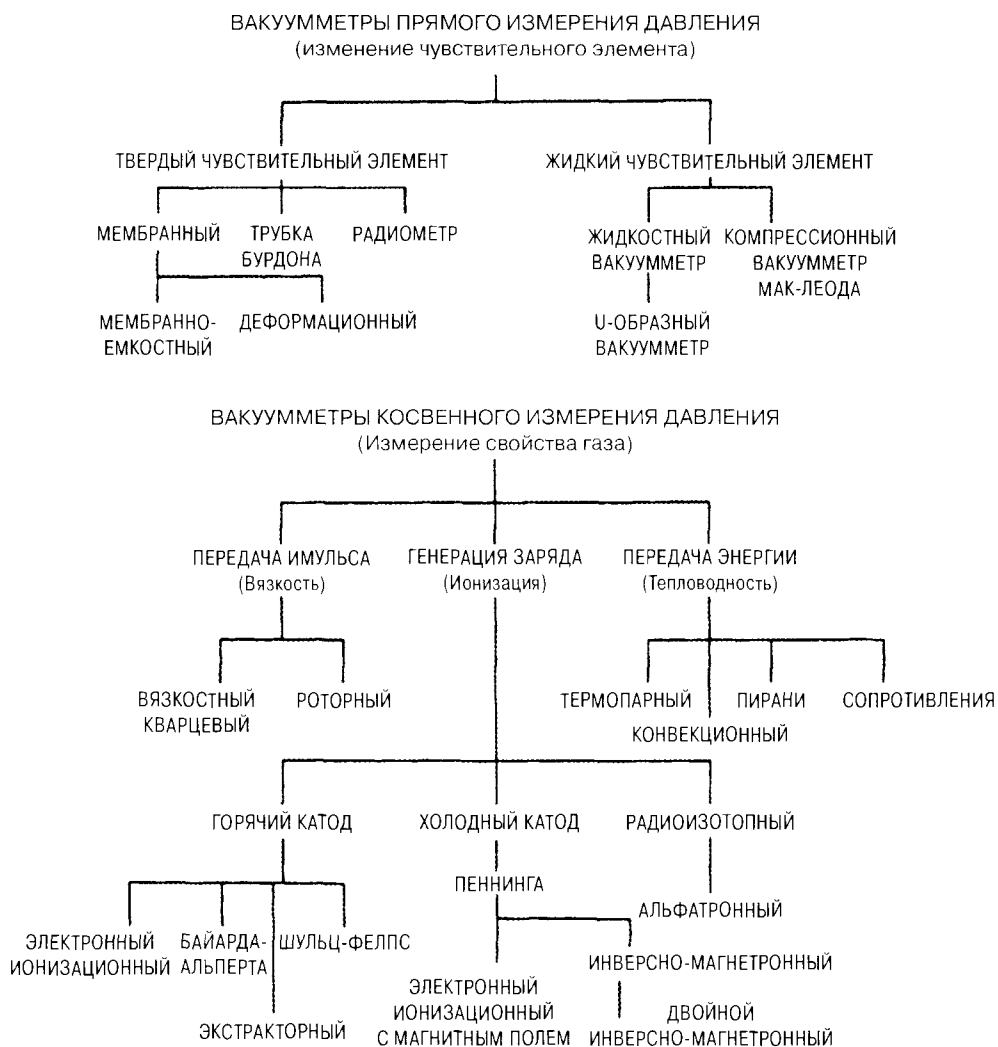 ВАКУУММЕТРЫ ПРЯМОГО ИЗМЕРЕНИЯ ДАВЛЕНИЯ
(изменение чувствительного элемента)
ТВЕРДЫЙ ЧУВСТВИТЕЛЬНЫЙ ЭЛЕМЕНТ
ЖИДКИЙ ЧУВСТВИТЕЛЬНЫЙ ЭЛЕМЕНТ
МЕМБРАННЫЙ
ТРУБКА
БУРДОНА
РАДИОМЕТР
ЖИДКОСТНЫЙ
ВАКУУММЕТР
КОМПРЕССИОННЫЙ
ВАКУУММЕТР
МАК-ЛЕОДА
МЕМБРАННО-
ЕМКОСТНЫЙ
ДЕФОРМАЦИОННЫЙ
U-ОБРАЗНЫЙ
ВАКУУММЕТР
ВАКУУММЕТРЫ КОСВЕННОГО ИЗМЕРЕНИЯ ДАВЛЕНИЯ
(Измерение свойства газа)
ПЕРЕДАЧА ИМУЛЬСА
(Вязкость)
ГЕНЕРАЦИЯ ЗАРЯДА
(Ионизация)
ПЕРЕДАЧА ЭНЕРГИИ
(Тепловодность)
ВЯЗКОСТНЫЙ
КВАРЦЕВЫЙ
РОТОРНЫЙ
ТЕРМОПАРНЫЙ
ПИРАНИ
СОПРОТИВЛЕНИЯ
КОНВЕКЦИОННЫЙ
ГОРЯЧИЙ КАТОД
ХОЛОДНЫЙ КАТОД
РАДИОИЗОТОПНЫЙ
ПЕННИНГА
АЛЬФАТРОННЫЙ
ЭЛЕКТРОННЫЙ
ИОНИЗАЦИОННЫЙ
БАЙАРДА-
АЛЬПЕРТА
ШУЛЬЦ-ФЕЛПС
ЭКСТРАКТОРНЫЙ
ЭЛЕКТРОННЫЙ
ИОНИЗАЦИОННЫЙ
С МАГНИТНЫМ ПОЛЕМ
ИНВЕРСНО-МАГНЕТРОННЫЙ
ДВОЙНОЙ
ИНВЕРСНО-МАГНЕТРОННЫЙ